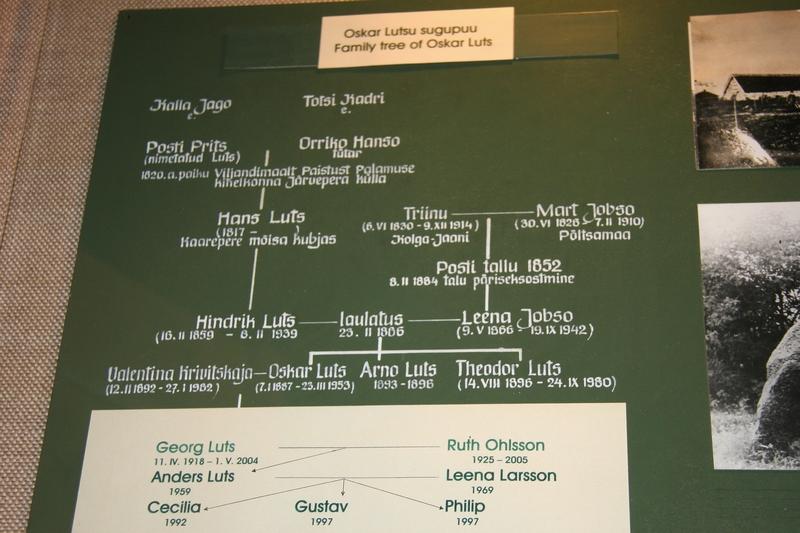 Oskar Lutsu sugupuu
Family tree of Oskar Luts
Kalla Jago Totsi Kadri
e. e.
Posti Prits Orriko Hanso
(nimetatud Luts) tütar
1820.a.paiku Viljandimaalt Paistust Palamuse
kihelkonna Järvepera külla
Hans Luts Triinu Mart Jobso
(1817 – ) (6.VI 1830 – 9.XII 1914) (30.VI 1826 – 7.II 1910)
Kaarepere mõisa kubjas Kolga-Jaani Põltsamaa
Posti tallu 1852
8.II 1884 talu päriseksostmine
Hindrik Luts laulatus Leena Jobso
(16.II 1859 – 8.II 1939 23.II 1886 (9.V 1866 – 19.IX 1942)
Valentina Krivitskaja Oskar Luts Arno Luts Theodor Luts
(12.II 1892 – 27.I 1982) (7.I 1887 – 23.III 1953) 1893 – 1896 (14.VIII 1896 – 24.IX 1980)
Georg Luts Ruth Ohlsson
11. IV. 1918 – 1. V. 2004 1925 – 2005
Anders Luts Leena Larsson
1959 1969
Cecilia Gustav Philip
1992 1997 1997